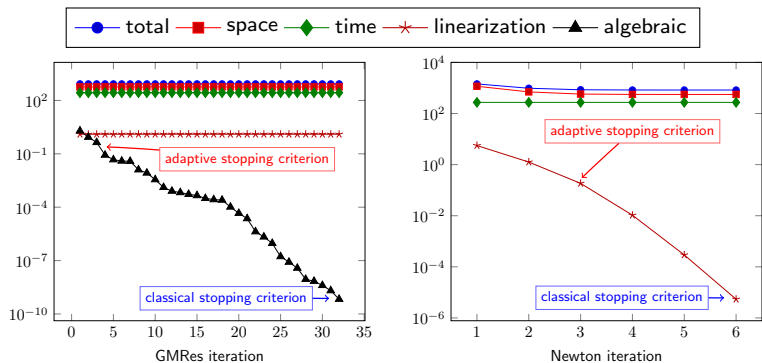 total space time linearization algebraic
10^2
10^-1
10^-4
10^-7
10^-10
adaptive stopping criterion
classical stopping criterion
0 5 10 15 20 25 30 35
GMRes iteration
10^4
10^2
10^0
10^-2
10^-4
10^-6
adaptive stopping criterion
classical stopping criterion
1 2 3 4 5 6
Newton iteration